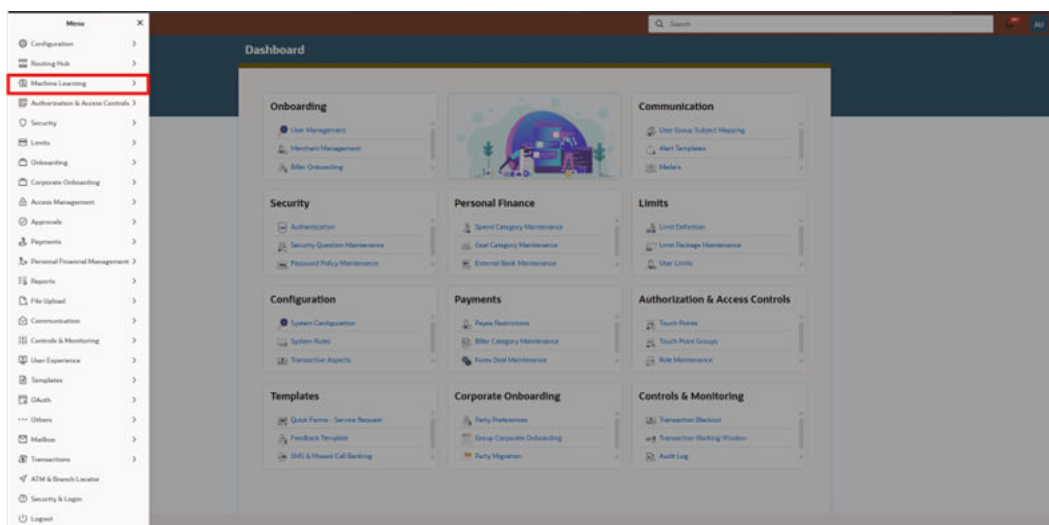 Menu
Configuration
Routing Hub
Machine Learning
Authorization & Access Controls
Security
Limits
Onboarding
Corporate Onboarding
Access Management
Approvals
Payments
Personal Financial Management
Reports
File Upload
Communication
Controls & Monitoring
User Experience
Templates
OAuth
Others
Mailbox
Transactions
ATM & Branch Locator
Security & Login
Logout
Search
AU
Dashboard
Onboarding
User Management
Merchant Management
Biller Onboarding
Communication
User Group Subject Mapping
Alert Templates
Mailers
Security
Authentication
Security Question Maintenance
Password Policy Maintenance
Personal Finance
Spend Category Maintenance
Goal Category Maintenance
External Bank Maintenance
Limits
Limit Definition
Limit Package Maintenance
User Limits
Configuration
System Configuration
System Rules
Transaction Aspects
Payments
Payee Restrictions
Biller Category Maintenance
Forex Deal Maintenance
Authorization & Access Controls
Touch Points
Touch Point Groups
Role Maintenance
Templates
Quick Forms - Service Request
Feedback Template
SMS & Missed Call Banking
Corporate Onboarding
Party Preferences
Group Corporate Onboarding
Party Migration
Controls & Monitoring
Transaction Blackout
Transaction Working Window
Audit Log